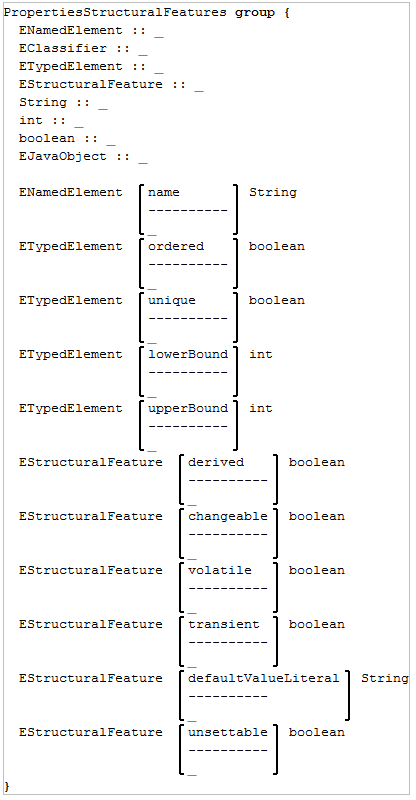 PropertiesStructuralFeatures group {
ENamedElement :: _
EClassifier :: _
ETypedElement :: _
EStructuralFeature :: _
String :: _
int :: _
boolean :: _
EJavaObject :: _
ENamedElement name String
----------
_
ETypedElement ordered boolean
----------
_
ETypedElement unique boolean
----------
_
ETypedElement lowerBound int
----------
_
ETypedElement upperBound int
----------
_
EStructuralFeature derived boolean
----------
_
EStructuralFeature changeable boolean
----------
_
EStructuralFeature volatile boolean
----------
_
EStructuralFeature transient boolean
----------
_
EStructuralFeature defaultValueLiteral String
----------
_
EStructuralFeature unsettable boolean
----------
_
}